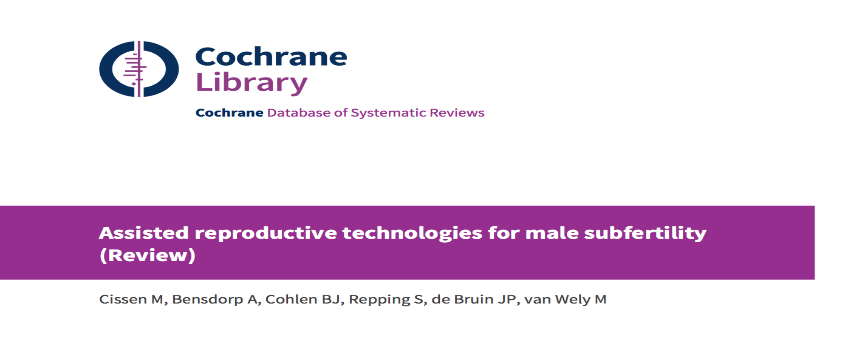 Cochrane
Library
Cochrane Database of Systematic Reviews
Assisted reproductive technologies for male subfertility
(Review)
Cissen M, Bensdorp A, Cohlen BJ, Repping S, de Bruin JP, van Wely M